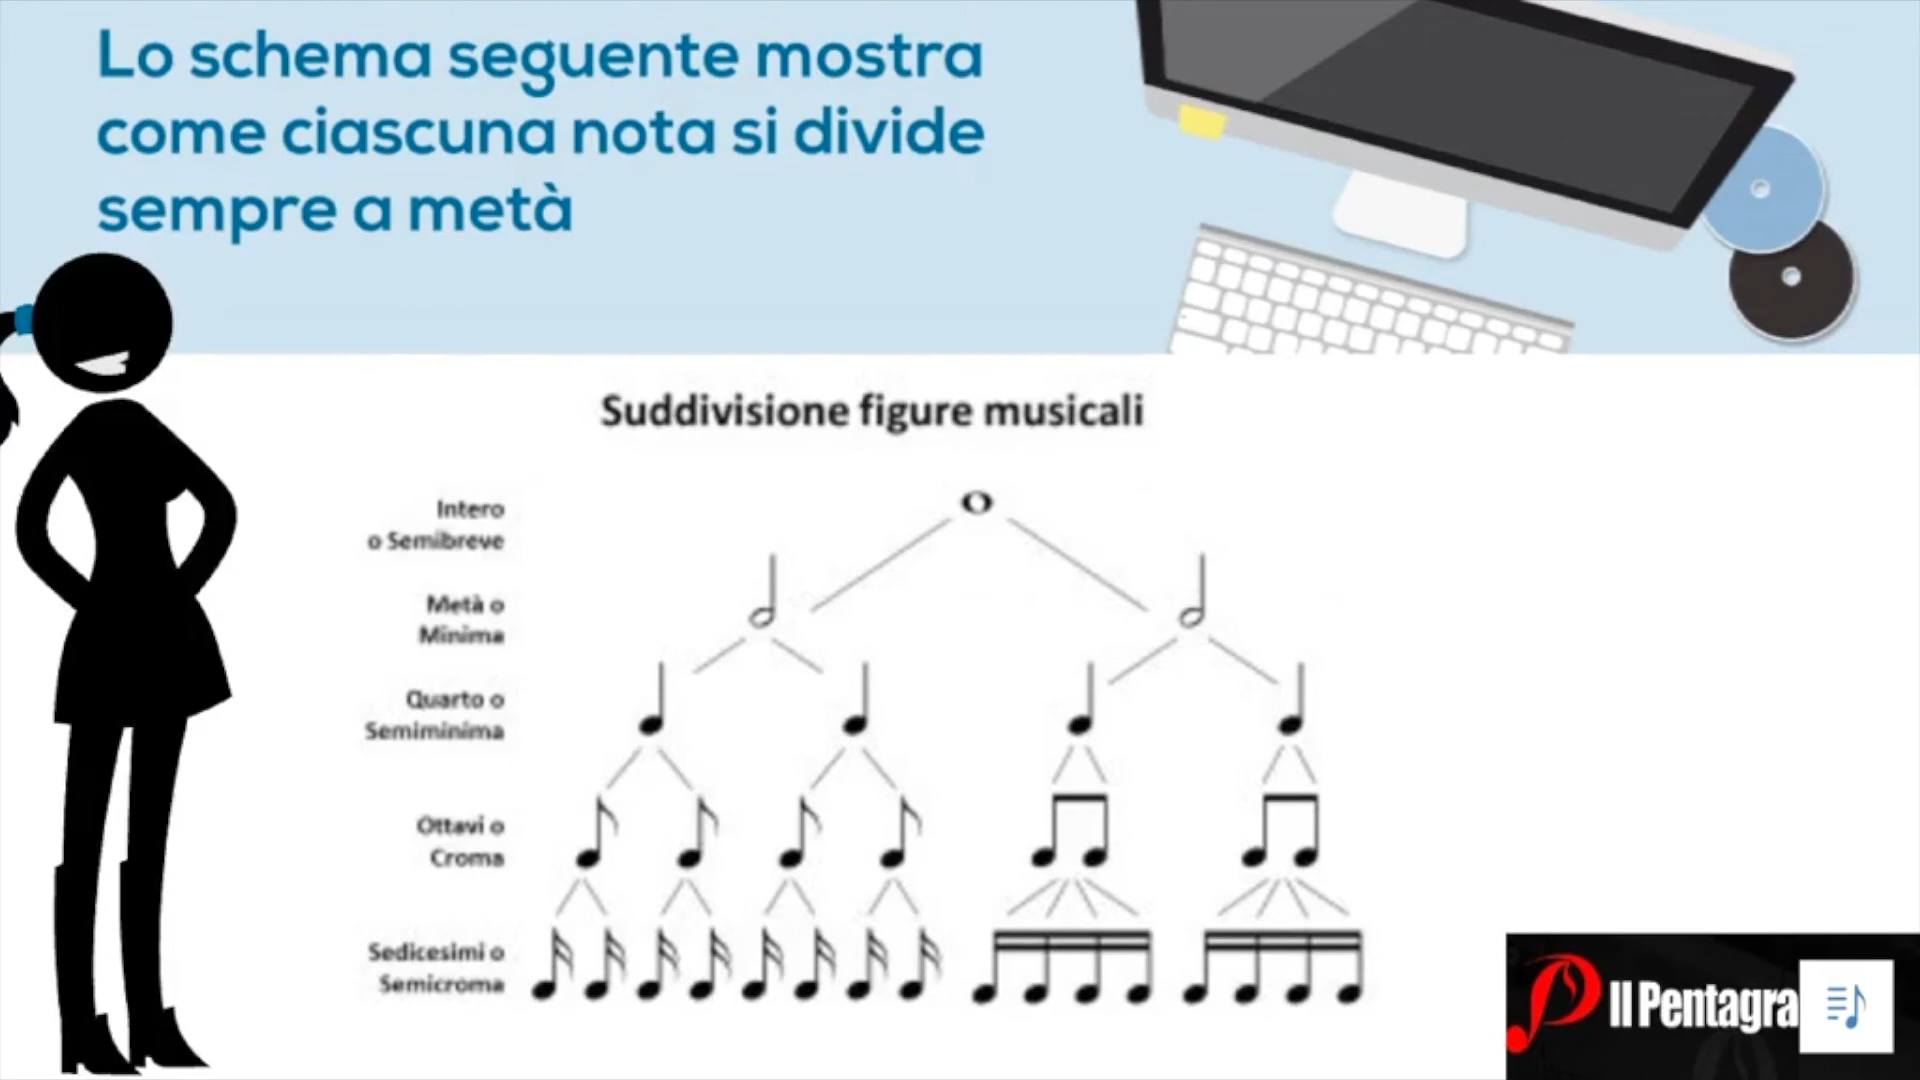 Lo schema seguente mostra
come ciascuna nota si divide
sempre a metà
Suddivisione figure musicali
Intero
o Semibreve
Metà o
Minima
Quarto o
Semiminima
Ottavi o
Croma
Sedicesimi o
Semicroma
Il Pentagra